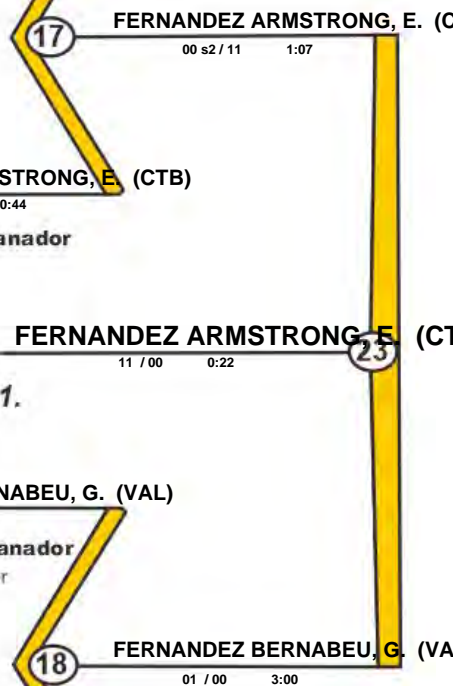 FERNANDEZ ARMSTRONG, E. (C
17
00 s2 / 11 1:07
STRONG, E. (CTB)
0:44
anador
FERNANDEZ ARMSTRONG, E. (CT
23
11 / 00 0:22
1.
NABEU, G. (VAL)
anador
r
FERNANDEZ BERNABEU, G. (VA
18
01 / 00 3:00